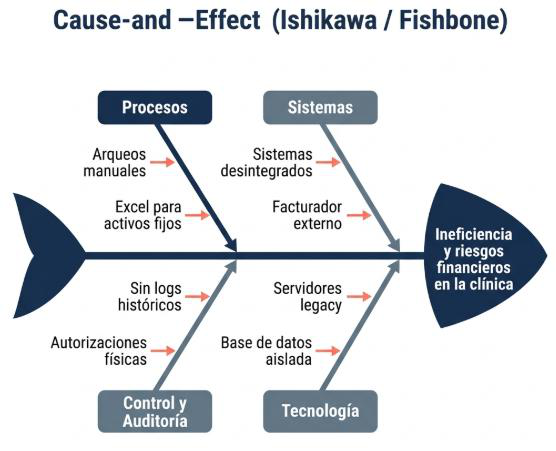 Cause-and –Effect (Ishikawa / Fishbone)
Procesos
Sistemas
Arqueos
manuales
Sistemas
desintegrados
Excel para
activos fijos
Facturador
externo
Ineficiencia
y riesgos
financieros
en la clínica
Sin logs
históricos
Servidores
legacy
Autorizaciones
físicas
Base de datos
aislada
Control y
Auditoría
Tecnología